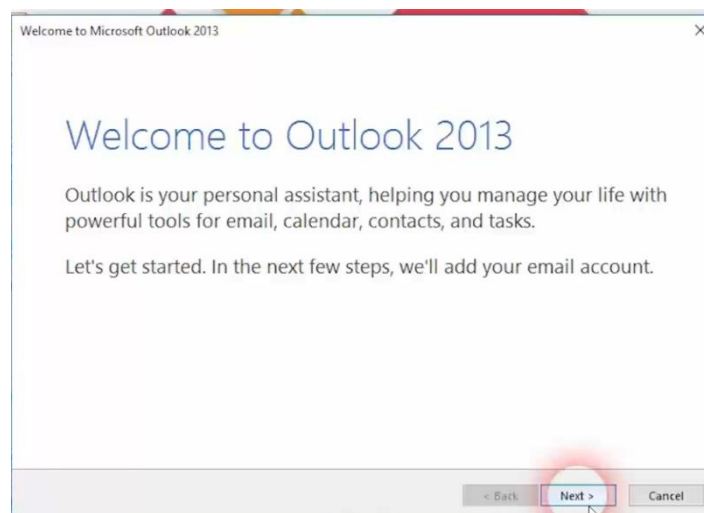 Welcome to Microsoft Outlook 2013
Welcome to Outlook 2013
Outlook is your personal assistant, helping you manage your life with
powerful tools for email, calendar, contacts, and tasks.
Let's get started. In the next few steps, we'll add your email account.
< Back Next > Cancel